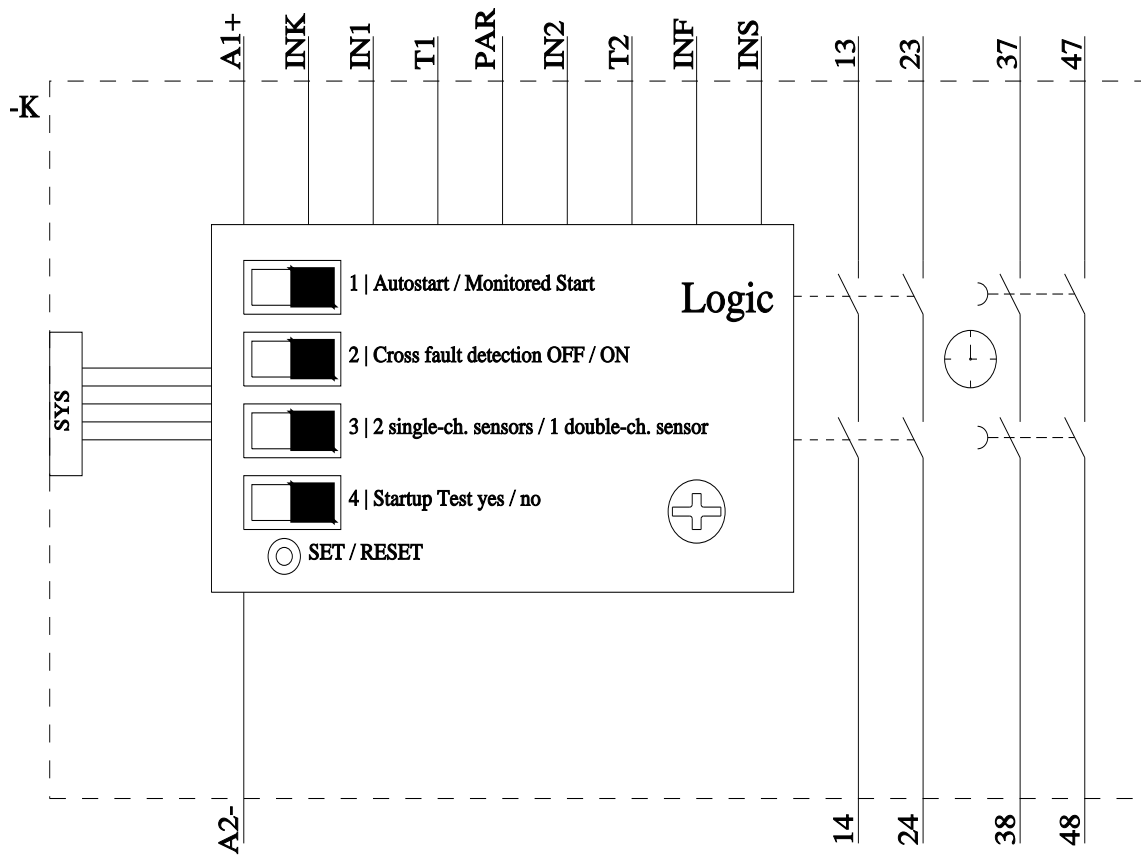 A1+
INK
IN1
T1
PAR
IN2
T2
INF
INS
13
23
37
47
-K
1 | Autostart / Monitored Start
Logic
2 | Cross fault detection OFF / ON
SYS
3 | 2 single-ch. sensors / 1 double-ch. sensor
4 | Startup Test yes / no
SET / RESET
A2-
14
24
38
48